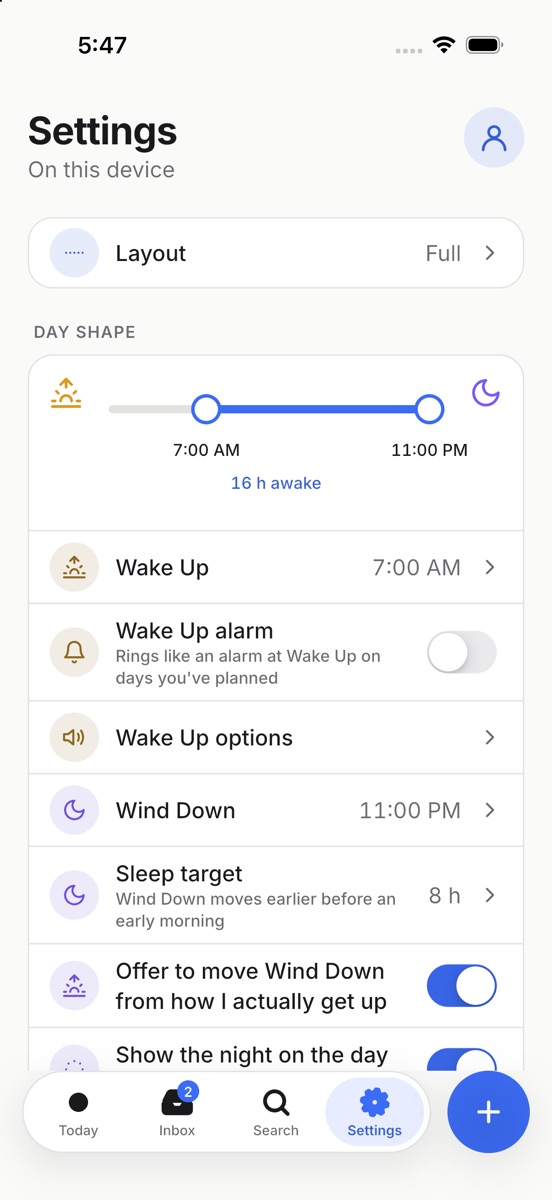 5:47
Settings
On this device
Layout
Full
DAY SHAPE
7:00 AM
11:00 PM
16 h awake
Wake Up
7:00 AM
Wake Up alarm
Rings like an alarm at Wake Up on
days you've planned
Wake Up options
Wind Down
11:00 PM
Sleep target
Wind Down moves earlier before an
early morning
8 h
Offer to move Wind Down
from how I actually get up
Show the night on the day
2
Today
Inbox
Search
Settings